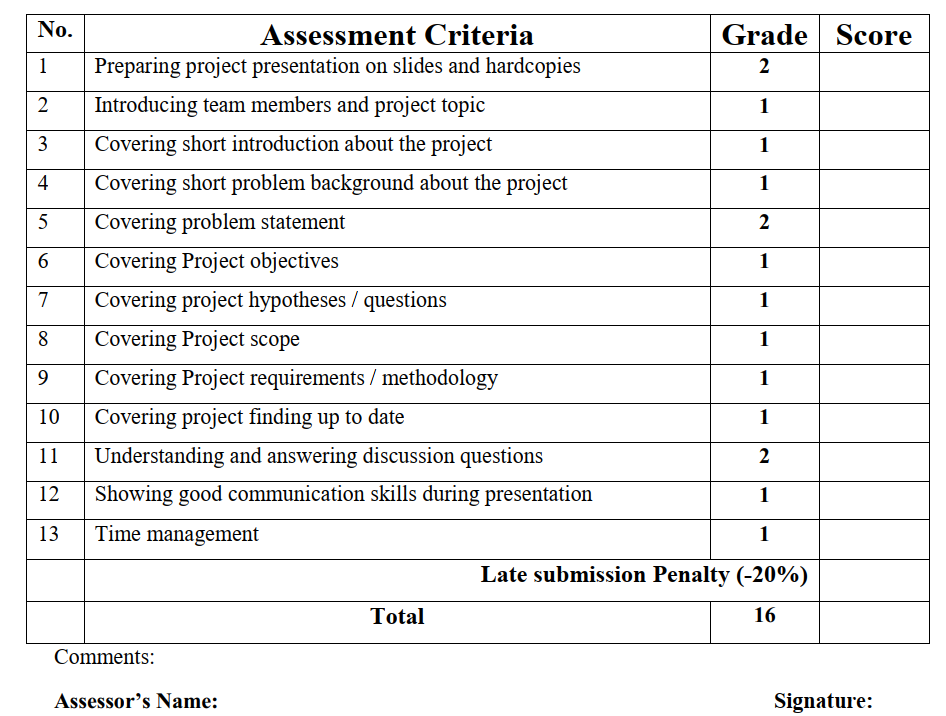 No. Assessment Criteria Grade Score
1 Preparing project presentation on slides and hardcopies 2
2 Introducing team members and project topic 1
3 Covering short introduction about the project 1
4 Covering short problem background about the project 1
5 Covering problem statement 2
6 Covering Project objectives 1
7 Covering project hypotheses / questions 1
8 Covering Project scope 1
9 Covering Project requirements / methodology 1
10 Covering project finding up to date 1
11 Understanding and answering discussion questions 2
12 Showing good communication skills during presentation 1
13 Time management 1
Late submission Penalty (-20%)
Total 16
Comments:
Assessor’s Name: Signature: